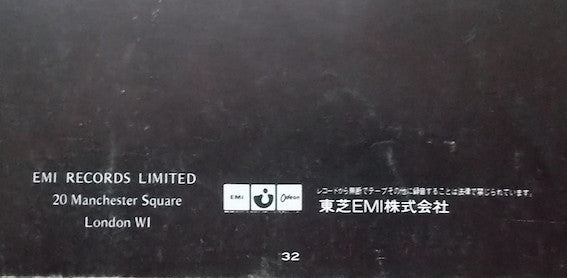 EMI RECORDS LIMITED
20 Manchester Square
London W1
EMI
Odeon
レコードから無断でテープその他に録音することは法律で禁じられています。
東芝EMI株式会社
32